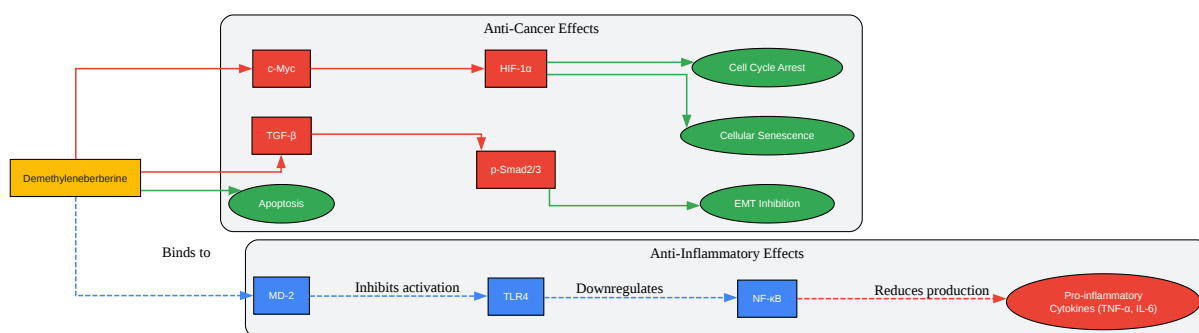 Anti-Cancer Effects
c-Myc
HIF-1α
Cell Cycle Arrest
TGF-β
Cellular Senescence
p-Smad2/3
Demethyleneberberine
Apoptosis
EMT Inhibition
Binds to
Anti-Inflammatory Effects
MD-2
Inhibits activation
TLR4
Downregulates
NF-κB
Reduces production
Pro-inflammatory
Cytokines (TNF-α, IL-6)